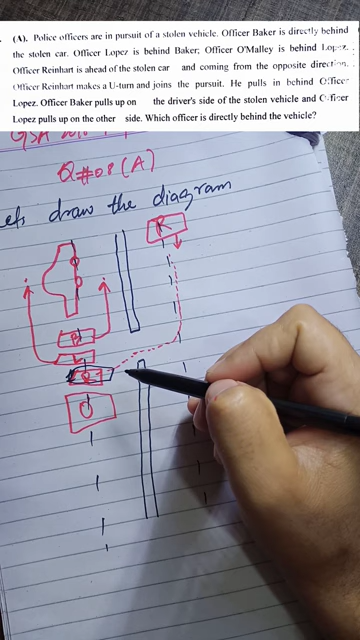 (A). Police officers are in pursuit of a stolen vehicle. Officer Baker is directly behind
the stolen car. Officer Lopez is behind Baker; Officer O'Malley is behind Lopez.
Officer Reinhart is ahead of the stolen car and coming from the opposite direction.
Officer Reinhart makes a U-turn and joins the pursuit. He pulls in behind Officer
Lopez. Officer Baker pulls up on the driver's side of the stolen vehicle and Officer
Lopez pulls up on the other side. Which officer is directly behind the vehicle?
Q#08 (A)
draw the diagram
R
B
L
R
O